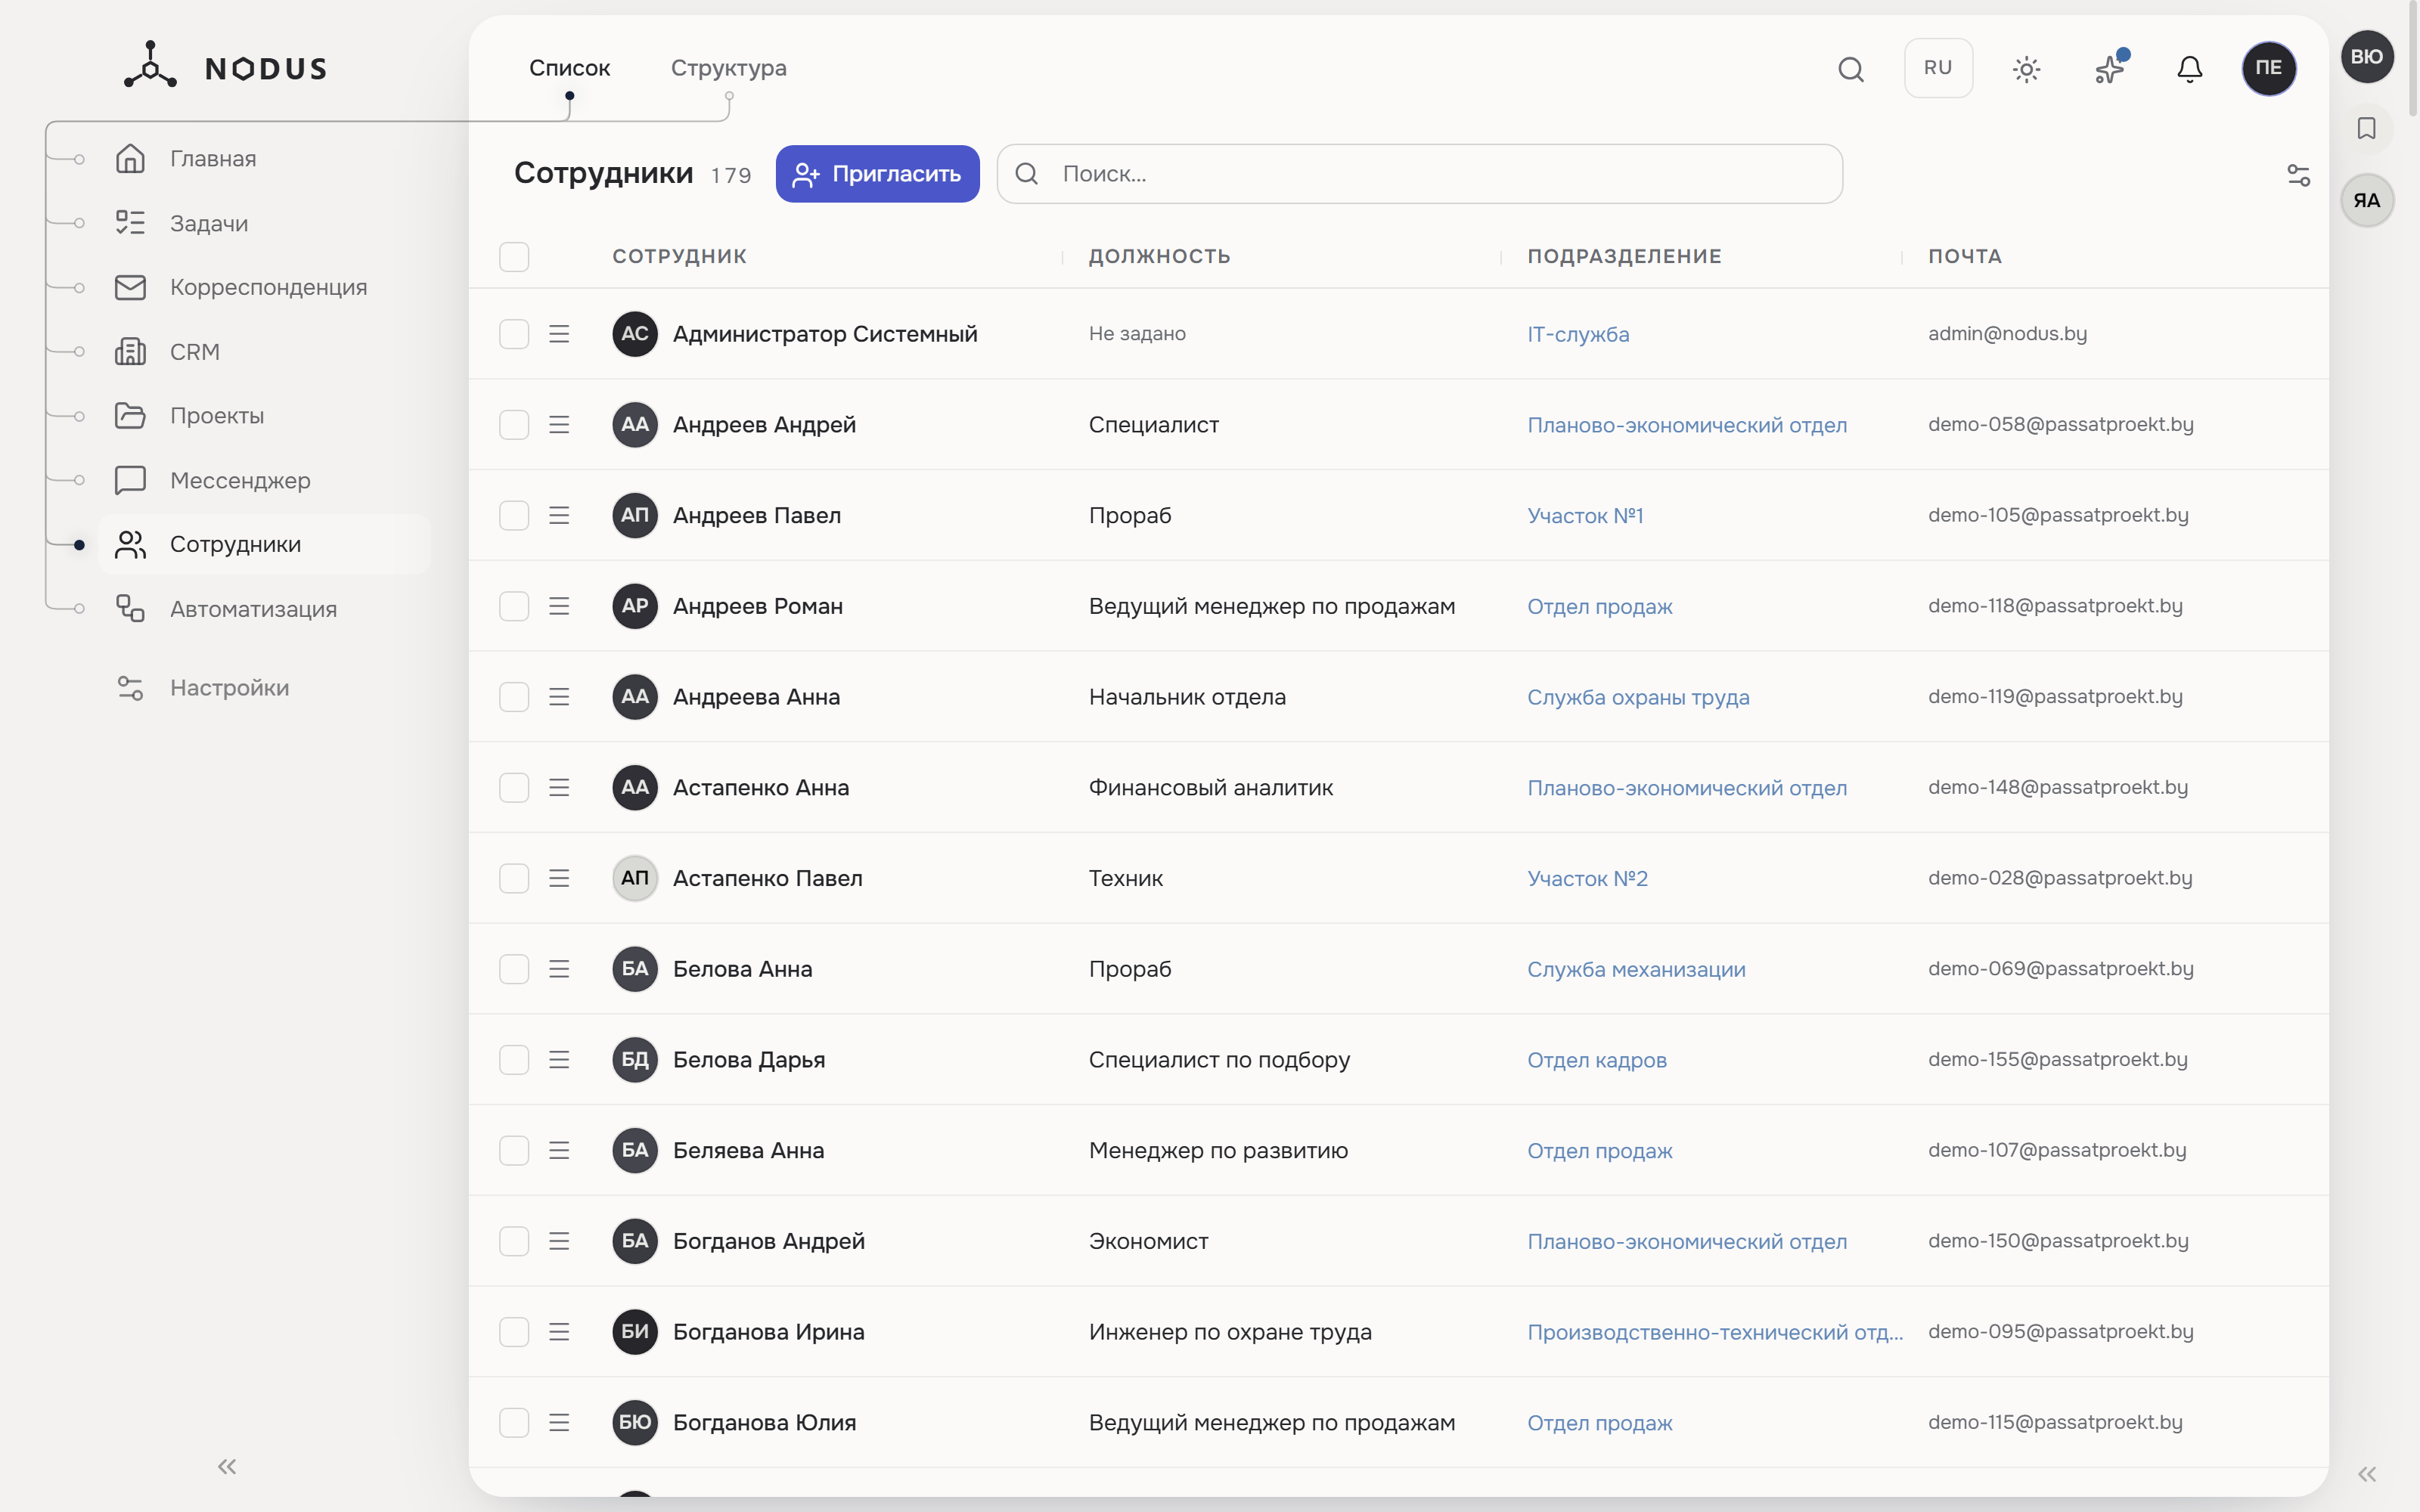 NODUS
Список
Структура
RU
ПЕ
ВЮ
ЯА
Главная
Задачи
Корреспонденция
CRM
Проекты
Мессенджер
Сотрудники
Автоматизация
Настройки
Сотрудники 179 Пригласить Поиск...
СОТРУДНИК ДОЛЖНОСТЬ ПОДРАЗДЕЛЕНИЕ ПОЧТА
АС Администратор Системный Не задано IT-служба admin@nodus.by
АА Андреев Андрей Специалист Планово-экономический отдел demo-058@passatproekt.by
АП Андреев Павел Прораб Участок №1 demo-105@passatproekt.by
АР Андреев Роман Ведущий менеджер по продажам Отдел продаж demo-118@passatproekt.by
АА Андреева Анна Начальник отдела Служба охраны труда demo-119@passatproekt.by
АА Астапенко Анна Финансовый аналитик Планово-экономический отдел demo-148@passatproekt.by
АП Астапенко Павел Техник Участок №2 demo-028@passatproekt.by
БА Белова Анна Прораб Служба механизации demo-069@passatproekt.by
БД Белова Дарья Специалист по подбору Отдел кадров demo-155@passatproekt.by
БА Беляева Анна Менеджер по развитию Отдел продаж demo-107@passatproekt.by
БА Богданов Андрей Экономист Планово-экономический отдел demo-150@passatproekt.by
БИ Богданова Ирина Инженер по охране труда Производственно-технический отд... demo-095@passatproekt.by
БЮ Богданова Юлия Ведущий менеджер по продажам Отдел продаж demo-115@passatproekt.by